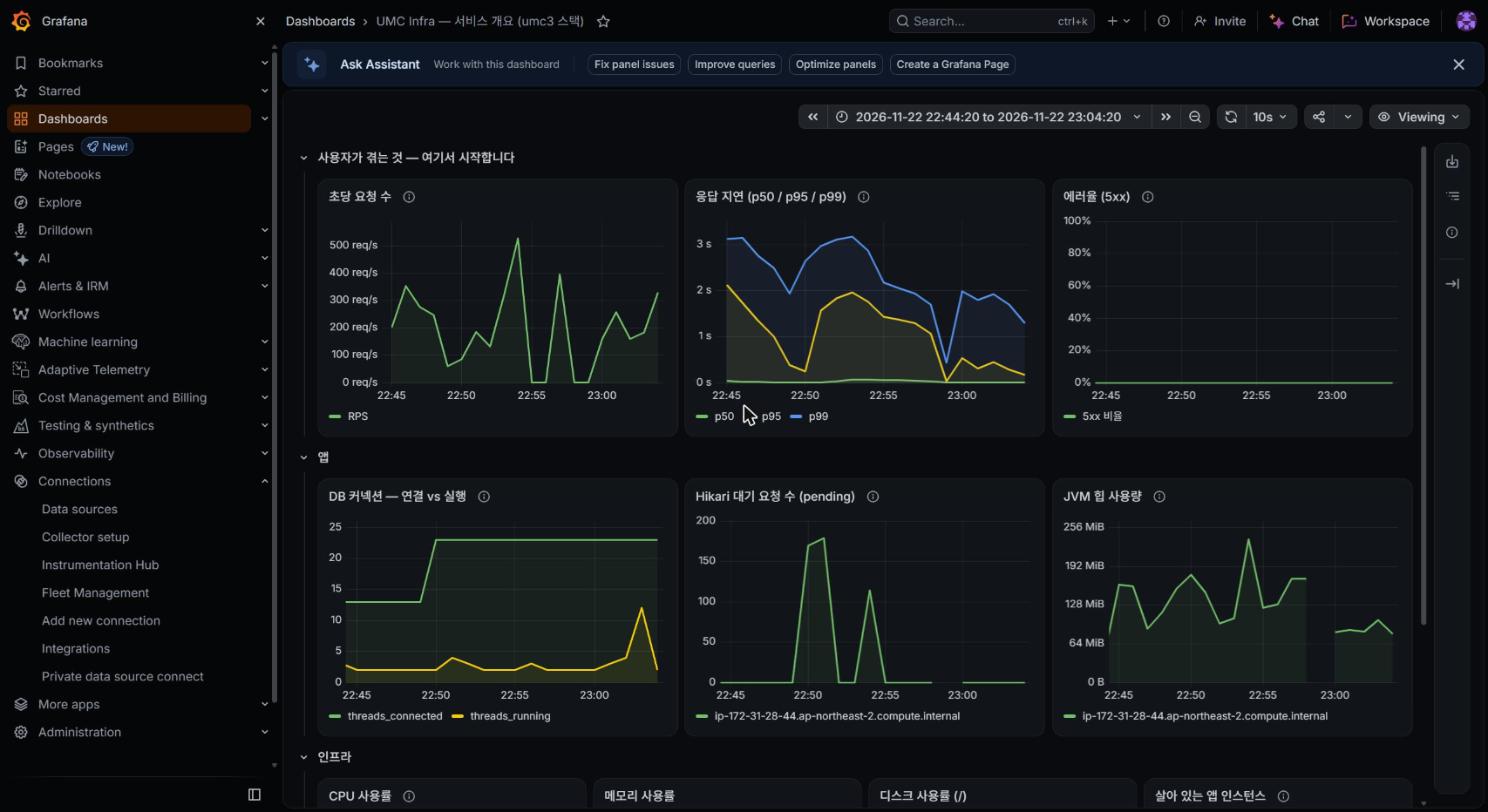 Grafana
Dashboards › UMC Infra — 서비스 개요 (umc3 스택)
Search... ctrl+k
Invite
Chat
Workspace
Bookmarks
Starred
Dashboards
Pages New!
Notebooks
Explore
Drilldown
AI
Alerts & IRM
Workflows
Machine learning
Adaptive Telemetry
Cost Management and Billing
Testing & synthetics
Observability
Connections
Data sources
Collector setup
Instrumentation Hub
Fleet Management
Add new connection
Integrations
Private data source connect
More apps
Administration
Ask Assistant Work with this dashboard Fix panel issues Improve queries Optimize panels Create a Grafana Page
2026-11-22 22:44:20 to 2026-11-22 23:04:20
10s
Viewing
사용자가 겪는 것 — 여기서 시작합니다
초당 요청 수
500 req/s
400 req/s
300 req/s
200 req/s
100 req/s
0 req/s
22:45 22:50 22:55 23:00
RPS
응답 지연 (p50 / p95 / p99)
3 s
2 s
1 s
0 s
22:45 22:50 22:55 23:00
p50 p95 p99
에러율 (5xx)
100%
80%
60%
40%
20%
0%
22:45 22:50 22:55 23:00
5xx 비율
앱
DB 커넥션 — 연결 vs 실행
25
20
15
10
5
0
22:45 22:50 22:55 23:00
threads_connected threads_running
Hikari 대기 요청 수 (pending)
200
150
100
50
0
22:45 22:50 22:55 23:00
ip-172-31-28-44.ap-northeast-2.compute.internal
JVM 힙 사용량
256 MiB
192 MiB
128 MiB
64 MiB
0 B
22:45 22:50 22:55 23:00
ip-172-31-28-44.ap-northeast-2.compute.internal
인프라
CPU 사용률
메모리 사용률
디스크 사용률 (/)
살아 있는 앱 인스턴스